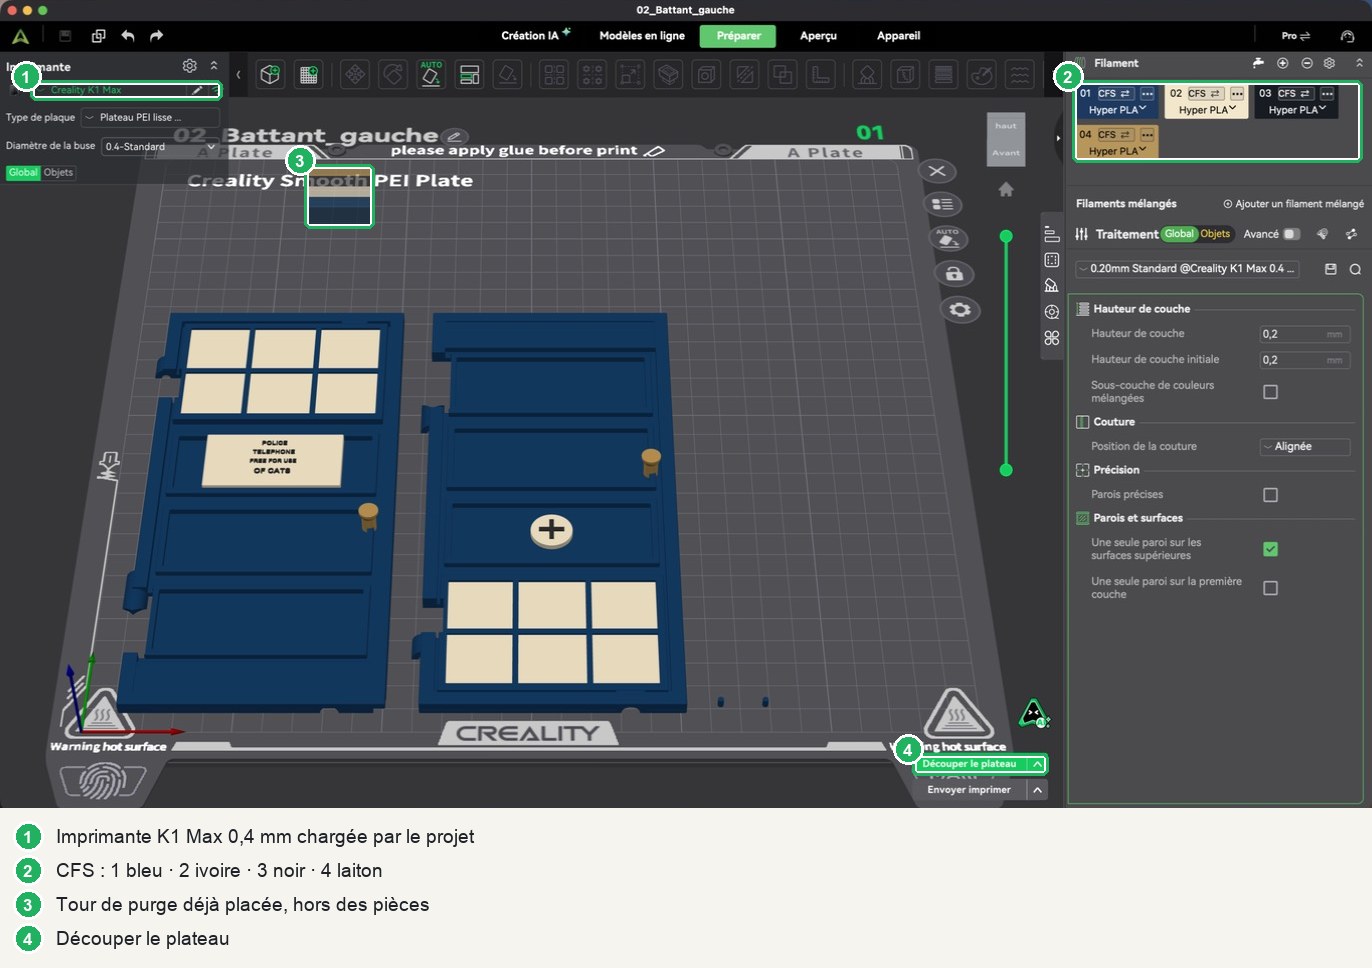 02_Battant_gauche
Création IA
Modèles en ligne
Préparer
Aperçu
Appareil
Pro
1
Creality K1 Max
Type de plaque
Plateau PEI lisse ...
Diamètre de la buse
0.4-Standard
Global
Objets
AUTO
02_Battant_gauche
01
A Plate
please apply glue before print
A Plate
Creality Smooth PEI Plate
3
haut
Avant
AUTO
POLICE
TELEPHONE
FREE FOR USE
OF CATS
CREALITY
Warning hot surface
hot surface
4
Découper le plateau
Envoyer imprimer
2
Filament
01 CFS
Hyper PLA
02 CFS
Hyper PLA
03 CFS
Hyper PLA
04 CFS
Hyper PLA
Filaments mélangés
Ajouter un filament mélangé
Traitement
Global
Objets
Avancé
0.20mm Standard @Creality K1 Max 0.4 ...
Hauteur de couche
Hauteur de couche
0,2
mm
Hauteur de couche initiale
0,2
mm
Sous-couche de couleurs
mélangées
Couture
Position de la couture
Alignée
Précision
Parois précises
Parois et surfaces
Une seule paroi sur les
surfaces supérieures
Une seule paroi sur la première
couche
1 Imprimante K1 Max 0,4 mm chargée par le projet
2 CFS : 1 bleu · 2 ivoire · 3 noir · 4 laiton
3 Tour de purge déjà placée, hors des pièces
4 Découper le plateau